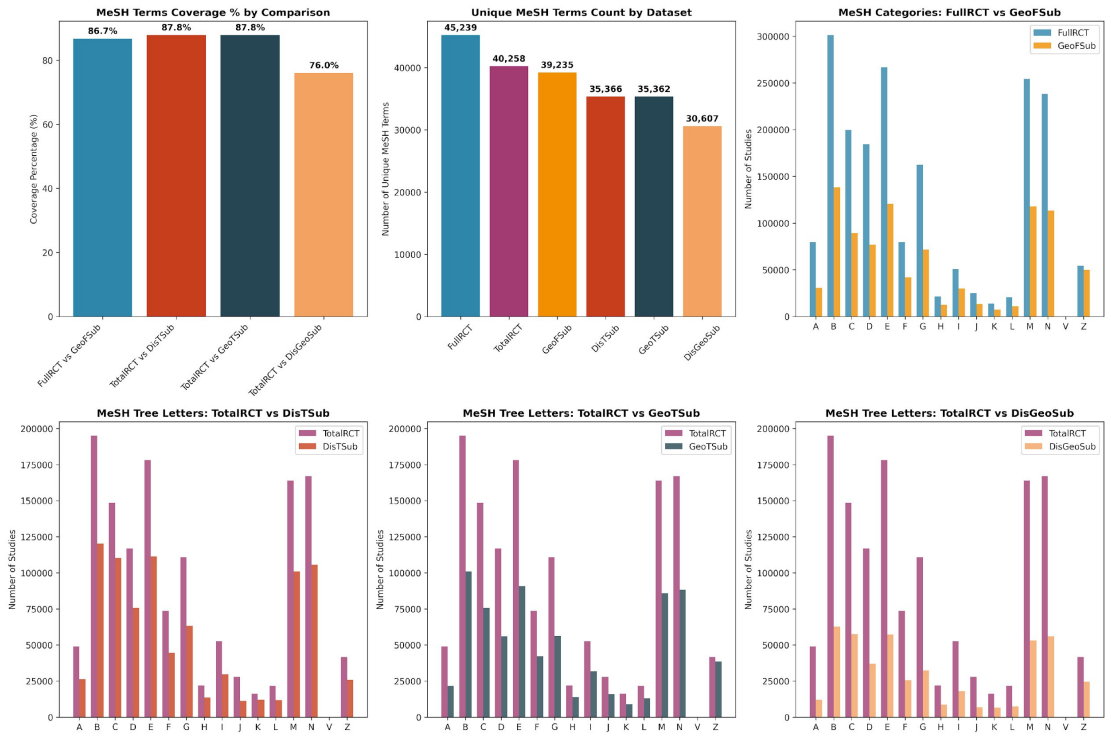 MeSH Terms Coverage % by Comparison
Coverage Percentage (%)
80
60
40
20
0
86.7%
87.8%
87.8%
76.0%
FullRCT vs GeoFSub
TotalRCT vs DisTSub
TotalRCT vs GeoTSub
TotalRCT vs DisGeoSub
Unique MeSH Terms Count by Dataset
Number of Unique MeSH Terms
40000
30000
20000
10000
0
45,239
40,258
39,235
35,366
35,362
30,607
FullRCT
TotalRCT
GeoFSub
DisTSub
GeoTSub
DisGeoSub
MeSH Categories: FullRCT vs GeoFSub
Number of Studies
300000
250000
200000
150000
100000
50000
0
FullRCT
GeoFSub
A B C D E F G H I J K L M N V Z
MeSH Tree Letters: TotalRCT vs DisTSub
Number of Studies
200000
175000
150000
125000
100000
75000
50000
25000
0
TotalRCT
DisTSub
A B C D E F G H I J K L M N V Z
MeSH Tree Letters: TotalRCT vs GeoTSub
Number of Studies
200000
175000
150000
125000
100000
75000
50000
25000
0
TotalRCT
GeoTSub
A B C D E F G H I J K L M N V Z
MeSH Tree Letters: TotalRCT vs DisGeoSub
Number of Studies
200000
175000
150000
125000
100000
75000
50000
25000
0
TotalRCT
DisGeoSub
A B C D E F G H I J K L M N V Z